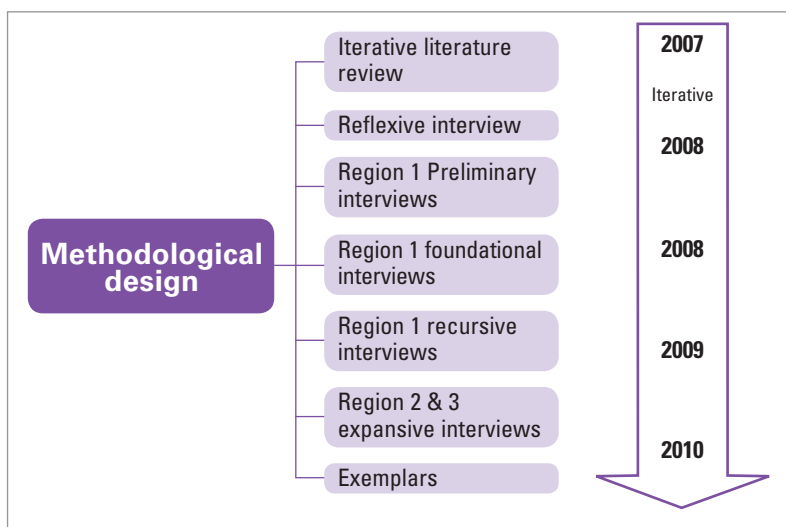 Methodological
design
Iterative literature
review
Reflexive interview
Region 1 Preliminary
interviews
Region 1 foundational
interviews
Region 1 recursive
interviews
Region 2 & 3
expansive interviews
Exemplars
2007
Iterative
2008
2008
2009
2010